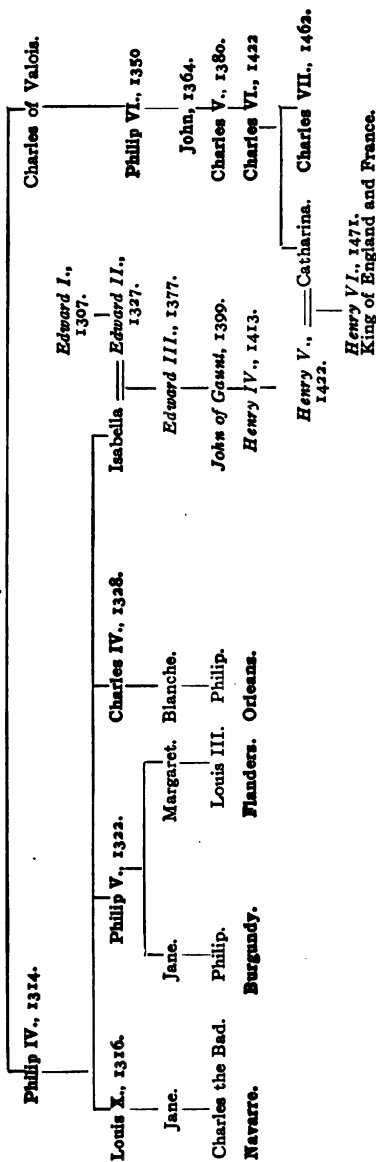 Philip IV., 1314.
Charles of Valois.
Louis X., 1316.
Philip V., 1322.
Charles IV., 1328.
Isabella
Edward I.,
1307.
Edward II.,
1327.
Philip VI., 1350
Jane.
Jane.
Margaret.
Blanche.
Edward III., 1377.
John, 1364.
Charles the Bad.
Philip.
Louis III.
Philip.
John of Gaunt, 1399.
Charles V., 1380.
Navarre.
Burgundy.
Flanders.
Orleans.
Henry IV., 1413.
Charles VI., 1422
Henry V.,
1422.
Catharina.
Charles VII., 1462.
Henry VI., 1471.
King of England and France.